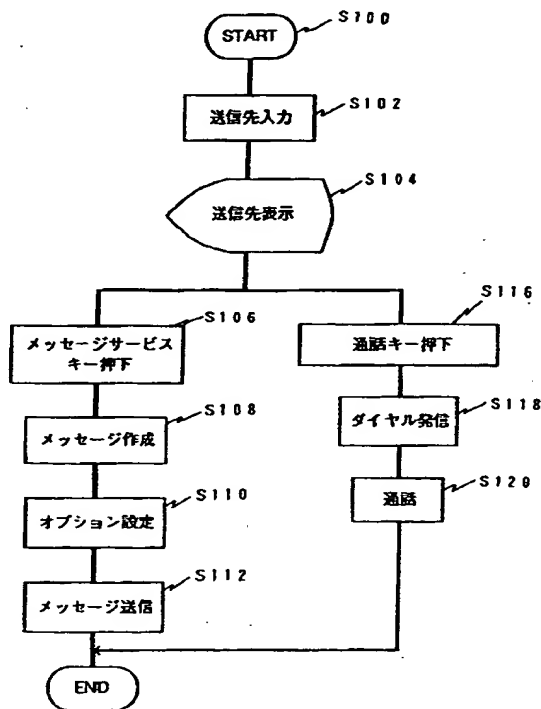 START
S100
送信先入力
S102
送信先表示
S104
メッセージサービス
キー押下
S106
メッセージ作成
S108
オプション設定
S110
メッセージ送信
S112
通話キー押下
S116
ダイヤル発信
S118
通話
S120
END